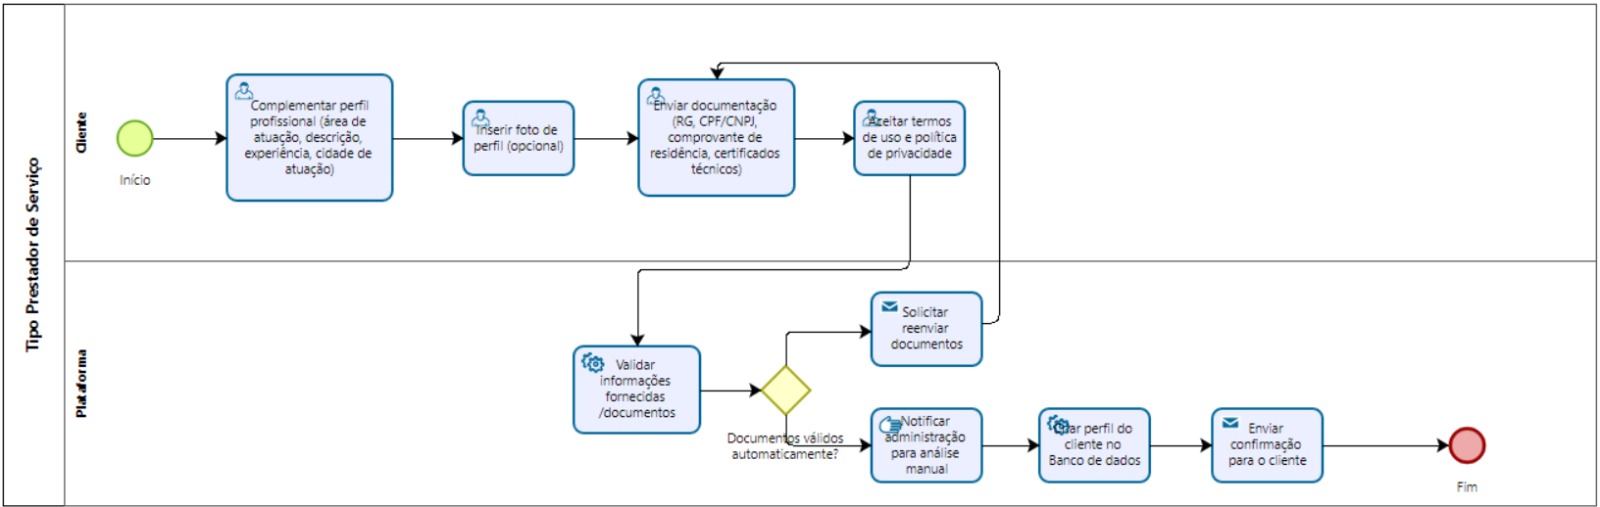 Tipo Prestador de Serviço
Cliente
Início
Complementar perfil
profissional (área de
atuação, descrição,
experiência, cidade de
atuação)
Inserir foto de
perfil (opcional)
Enviar documentação
(RG, CPF/CNPJ,
comprovante de
residência, certificados
técnicos)
Aceitar termos
de uso e política
de privacidade
Plataforma
Validar
informações
fornecidas
/documentos
Documentos válidos
automaticamente?
Solicitar
reenviar
documentos
Notificar
administração
para análise
manual
Criar perfil do
cliente no
Banco de dados
Enviar
confirmação
para o cliente
Fim